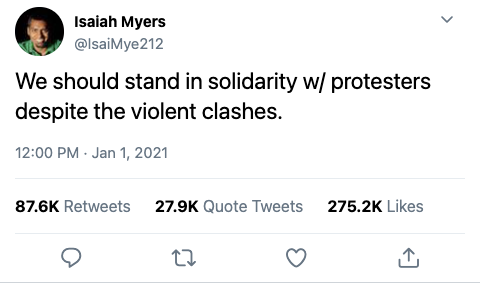 Isaiah Myers
@IsaiMye212
We should stand in solidarity w/ protesters
despite the violent clashes.
12:00 PM · Jan 1, 2021
87.6K Retweets 27.9K Quote Tweets 275.2K Likes